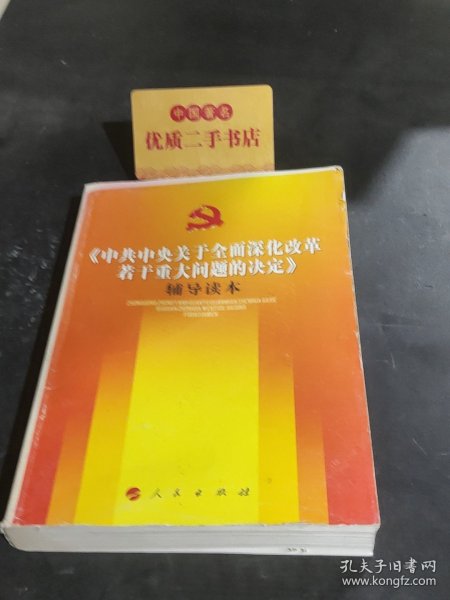 中国著名
优质二手书店
《中共中央关于全面深化改革
若干重大问题的决定》
辅导读本
人民出版社
孔夫子旧书网
www.kongfz.com